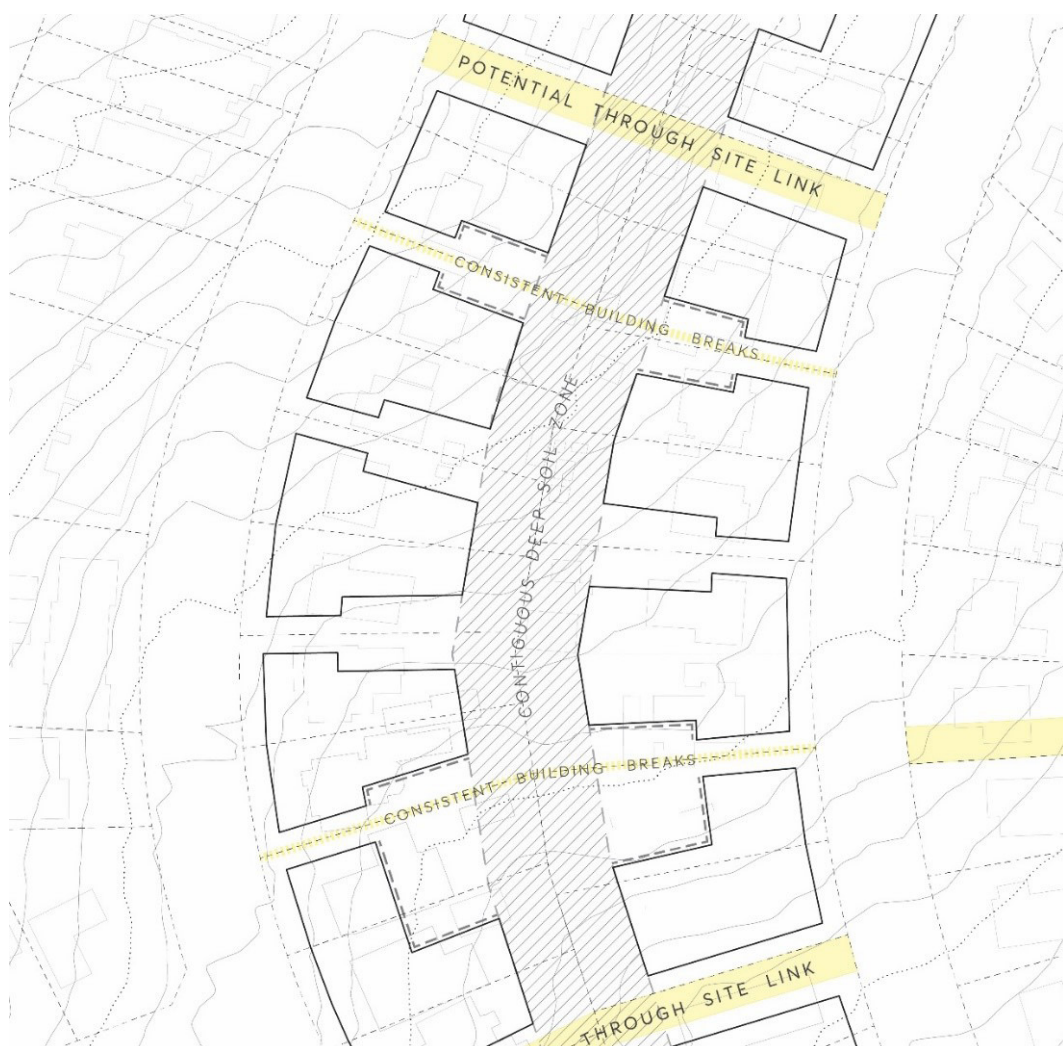 POTENTIAL THROUGH SITE LINK
CONSISTENT BUILDING BREAKS
CONTIGUOUS DEEP SOIL ZONE
CONSISTENT BUILDING BREAKS
THROUGH SITE LINK